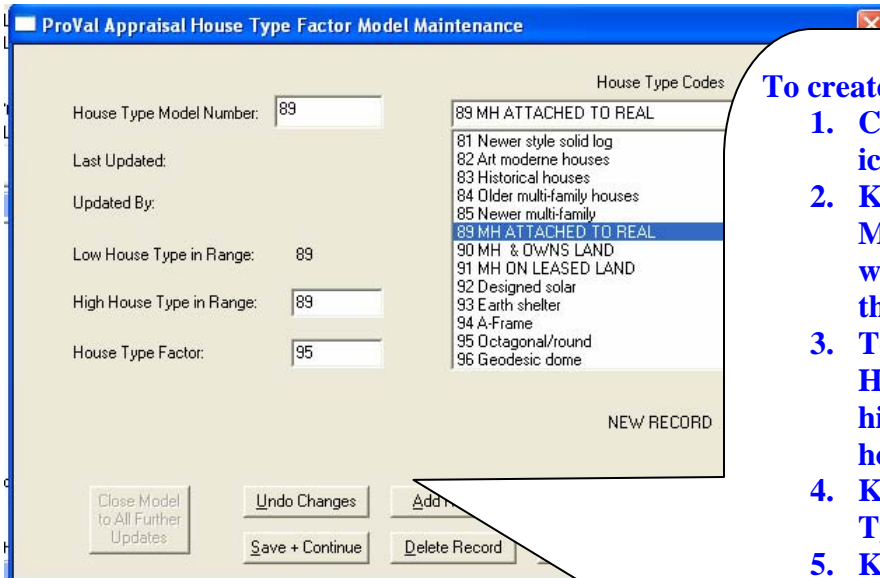 ProVal Appraisal House Type Factor Model Maintenance
House Type Codes
House Type Model Number: 89
89 MH ATTACHED TO REAL
Last Updated:
Updated By:
Low House Type in Range: 89
High House Type in Range: 89
House Type Factor: 95
81 Newer style solid log
82 Art moderne houses
83 Historical houses
84 Older multi-family houses
85 Newer multi-family
89 MH ATTACHED TO REAL
90 MH & OWNS LAND
91 MH ON LEASED LAND
92 Designed solar
93 Earth shelter
94 A-Frame
95 Octagonal/round
96 Geodesic dome
NEW RECORD
Close Model
to All Further
Updates
Undo Changes
Add
Save + Continue
Delete Record
To create
1.
2.
3.
4.
5.